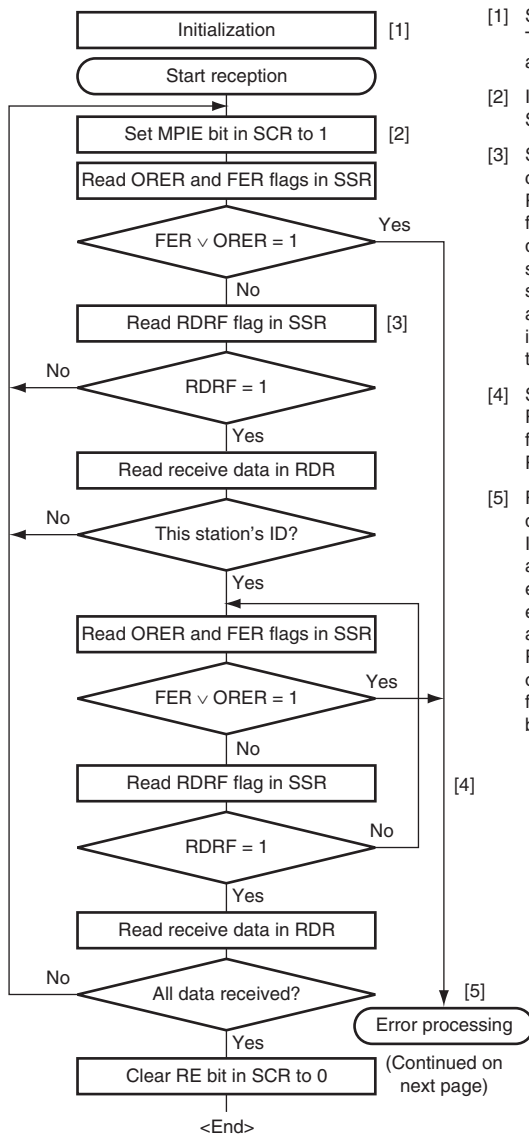 Initialization [1]
Start reception
Set MPIE bit in SCR to 1 [2]
Read ORER and FER flags in SSR
FER ∨ ORER = 1
Yes
No
Read RDRF flag in SSR [3]
No
RDRF = 1
Yes
Read receive data in RDR
No
This station's ID?
Yes
Read ORER and FER flags in SSR
FER ∨ ORER = 1
Yes
No
Read RDRF flag in SSR
[4]
RDRF = 1
No
Yes
Read receive data in RDR
No
All data received?
[5]
Error processing
Yes
(Continued on
next page)
Clear RE bit in SCR to 0
<End>
[1]
[2]
[3]
[4]
[5]